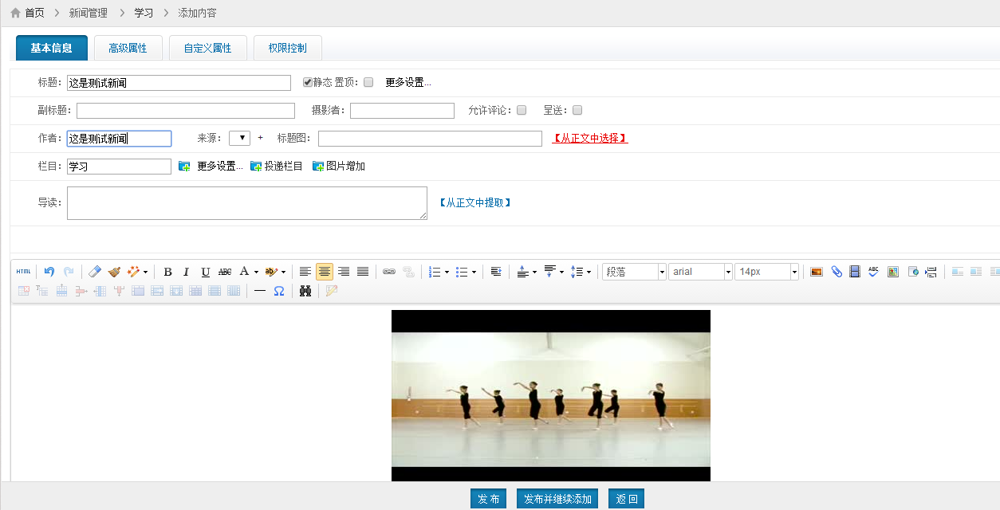 首页 > 新闻管理 > 学习 > 添加内容
基本信息 高级属性 自定义属性 权限控制
标题： 这是测试新闻 静态 置顶： 更多设置...
副标题： 摄影者： 允许评论： 呈送：
作者： 这是测试新闻 来源： + 标题图： 【从正文中选择】
栏目： 学习 更多设置... 投递栏目 图片增加
导读： 【从正文中提取】
HTML B I U ABC A ab 段落 arial 14px ABC
发 布 发布并继续添加 返 回